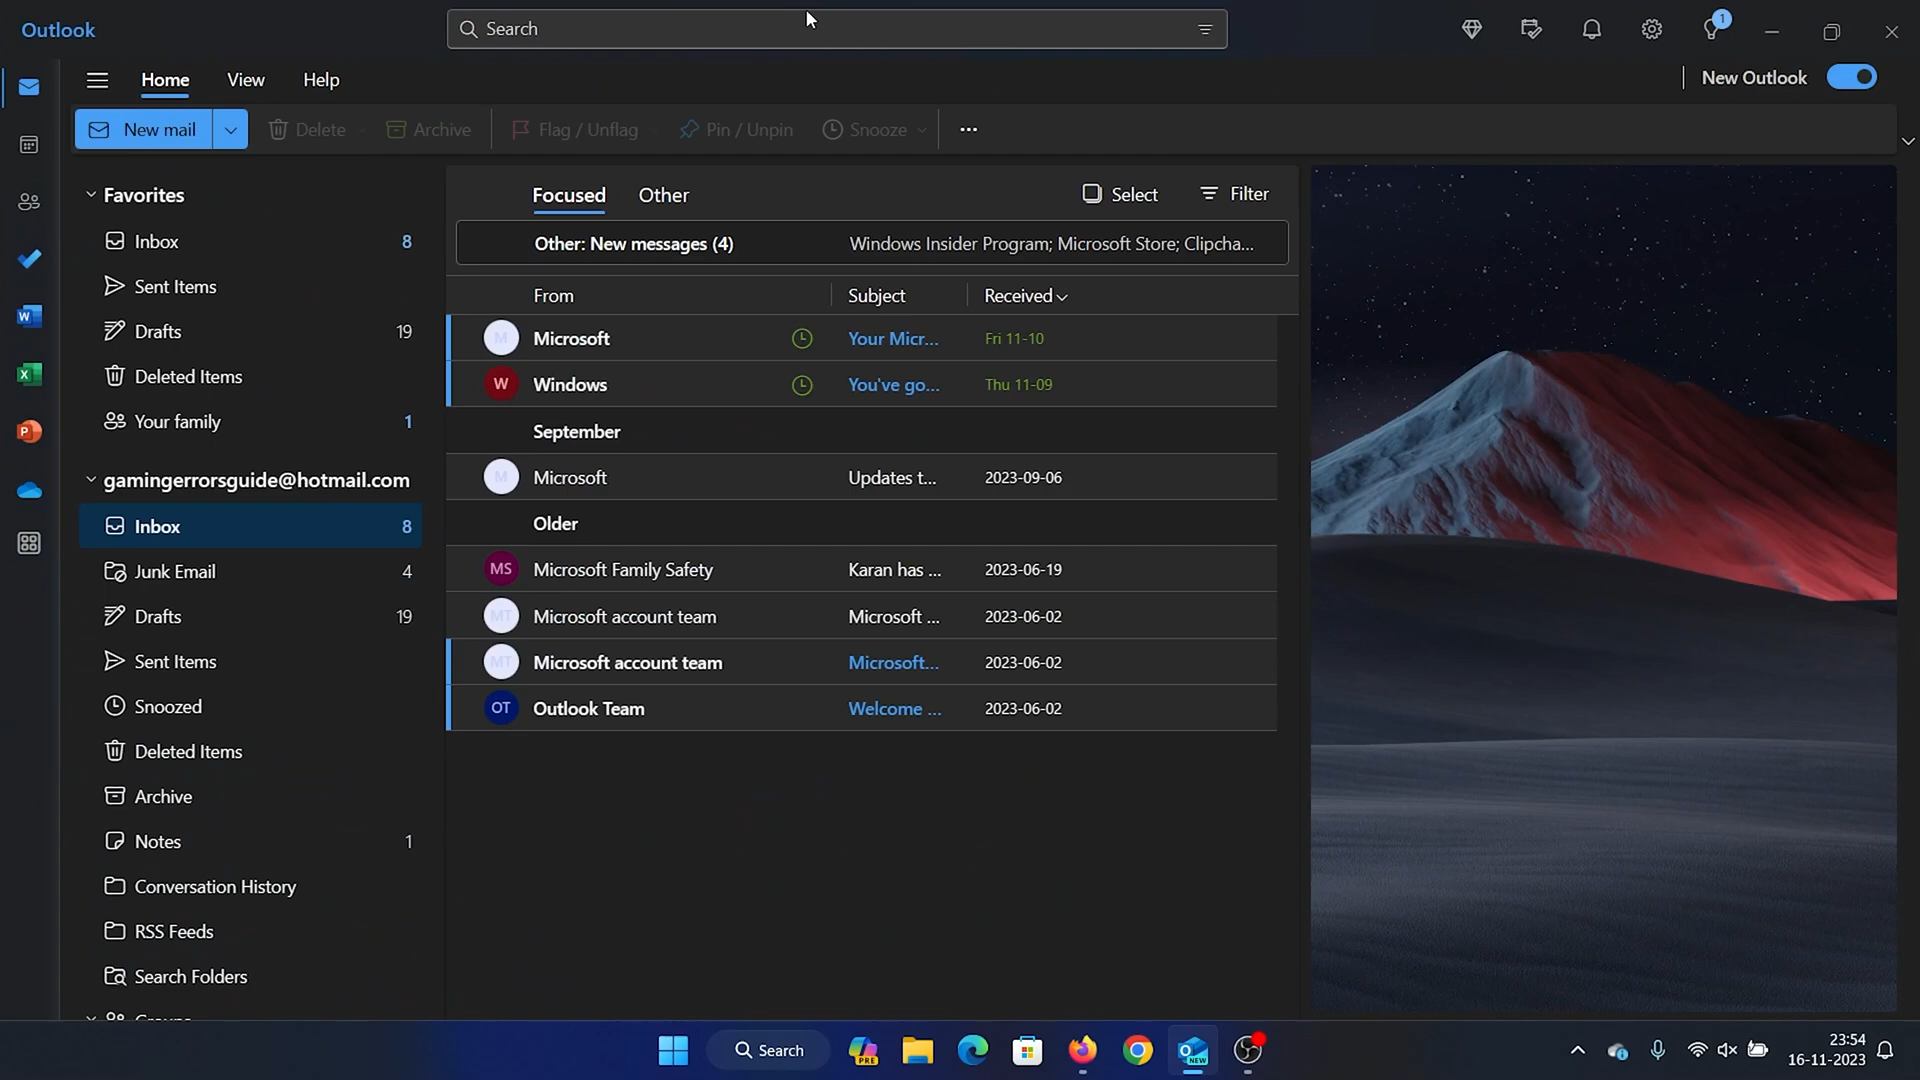 Outlook
Search
1
Home
View
Help
New Outlook
New mail
Delete
Archive
Flag / Unflag
Pin / Unpin
Snooze
...
Favorites
Inbox 8
Sent Items
Drafts 19
Deleted Items
Your family 1
gamingerrorsguide@hotmail.com
Inbox 8
Junk Email 4
Drafts 19
Sent Items
Snoozed
Deleted Items
Archive
Notes 1
Conversation History
RSS Feeds
Search Folders
Focused
Other
Select
Filter
Other: New messages (4) Windows Insider Program; Microsoft Store; Clipcha...
From Subject Received
M Microsoft Your Micr... Fri 11-10
W Windows You've go... Thu 11-09
September
M Microsoft Updates t... 2023-09-06
Older
MS Microsoft Family Safety Karan has ... 2023-06-19
MT Microsoft account team Microsoft ... 2023-06-02
MT Microsoft account team Microsoft... 2023-06-02
OT Outlook Team Welcome ... 2023-06-02
Search
PRE
NEW
23:54
16-11-2023